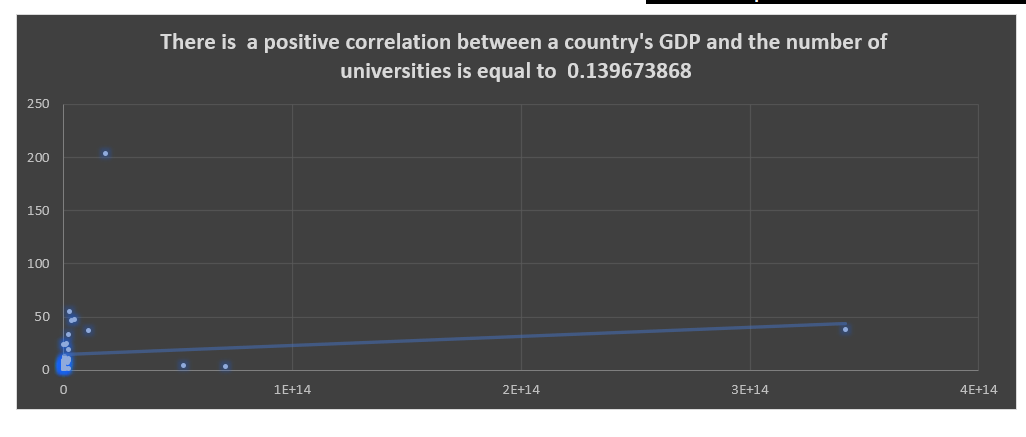 There is  a positive correlation between a country's GDP and the number of
universities is equal to  0.139673868
250
200
150
100
50
0
0 1E+14 2E+14 3E+14 4E+14